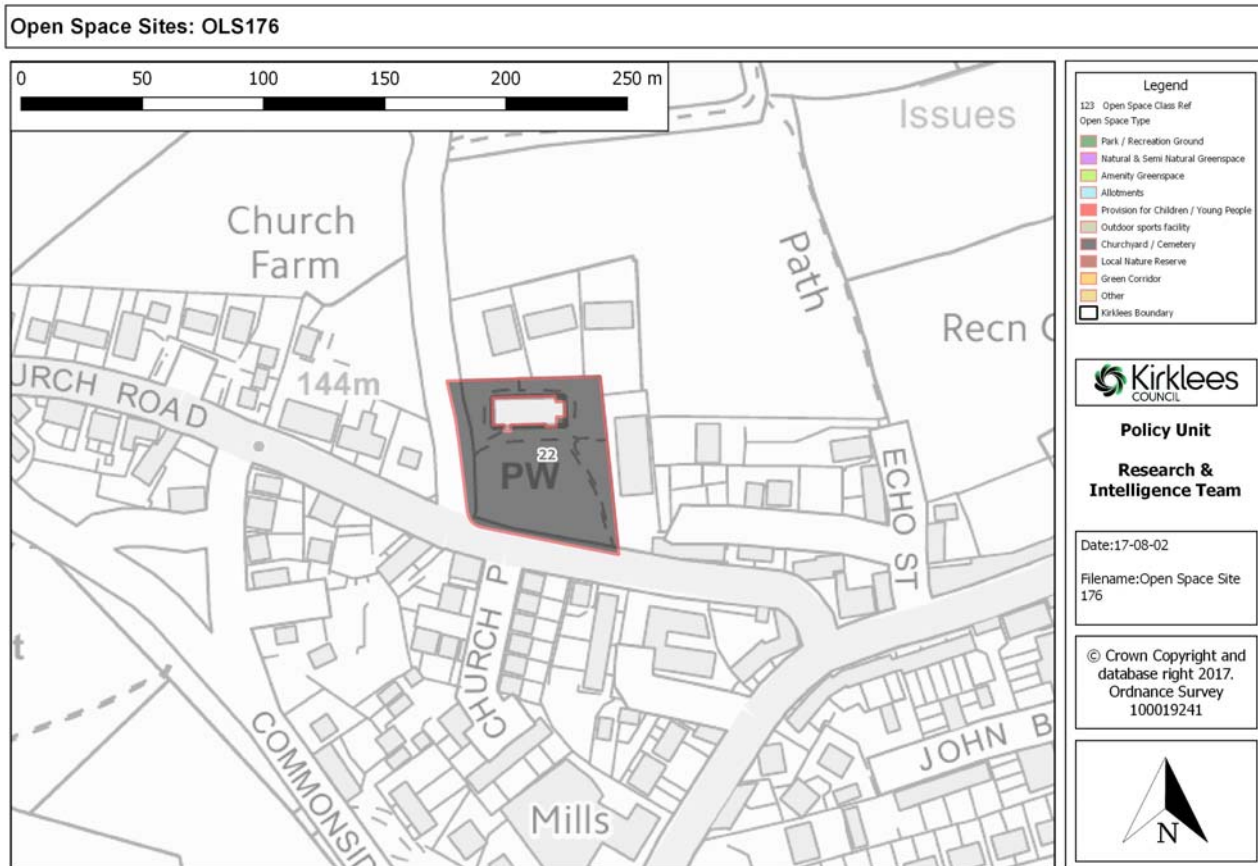 Open Space Sites: OLS176
0 50 100 150 200 250 m
Issues
Church
Farm
Path
Recn
URCH ROAD
144m
22
PW
ECHO ST
CHURCH P
COMMONSID
JOHN B
Mills
t
Legend
123 Open Space Class Ref
Open Space Type
Park / Recreation Ground
Natural & Semi Natural Greenspace
Amenity Greenspace
Allotments
Provision for Children / Young People
Outdoor sports facility
Churchyard / Cemetery
Local Nature Reserve
Green Corridor
Other
Kirklees Boundary
Kirklees
COUNCIL
Policy Unit
Research &
Intelligence Team
Date:17-08-02
Filename:Open Space Site
176
© Crown Copyright and
database right 2017.
Ordnance Survey
100019241
N